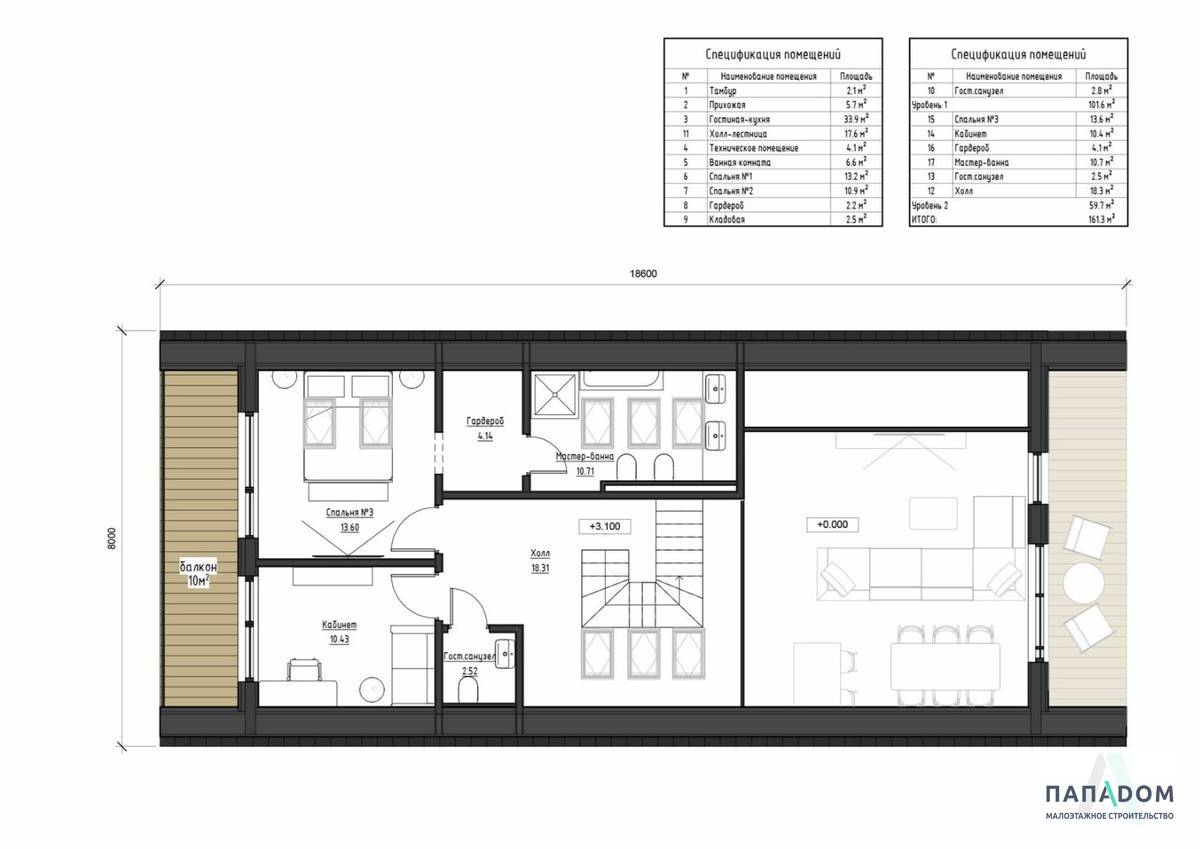 Спецификация помещений
№ Наименование помещения Площадь
1 Тамбур 2.1 м²
2 Прихожая 5.7 м²
3 Гостиная-кухня 33.9 м²
11 Холл-лестница 17.6 м²
4 Техническое помещение 4.1 м²
5 Ванная комната 6.6 м²
6 Спальня №1 13.2 м²
7 Спальня №2 10.9 м²
8 Гардероб 2.2 м²
9 Кладовая 2.5 м²
Спецификация помещений
№ Наименование помещения Площадь
10 Гост.санузел 2.8 м²
Уровень 1 101.6 м²
15 Спальня №3 13.6 м²
14 Кабинет 10.4 м²
16 Гардероб 4.1 м²
17 Мастер-ванна 10.7 м²
13 Гост.санузел 2.5 м²
12 Холл 18.3 м²
Уровень 2 59.7 м²
ИТОГО: 161.3 м²
18600
8000
Гардероб
4.14
Мастер-ванна
10.71
Спальня №3
13.60
+3.100
+0.000
Холл
18.31
балкон
10м²
Кабинет
10.43
Гост.санузел
2.52
ПАПАDОМ
МАЛОЭТАЖНОЕ СТРОИТЕЛЬСТВО